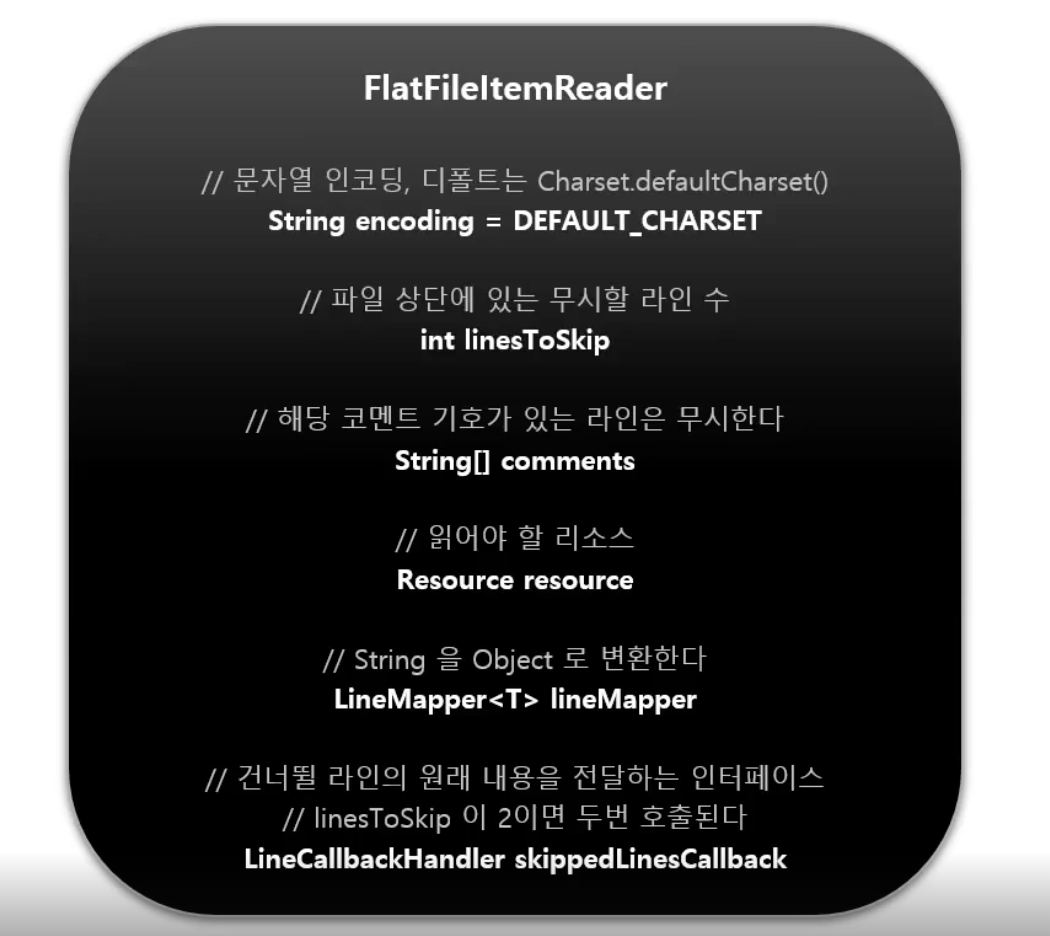 FlatFileItemReader
// 문자열 인코딩, 디폴트는 Charset.defaultCharset()
String encoding = DEFAULT_CHARSET
// 파일 상단에 있는 무시할 라인 수
int linesToSkip
// 해당 코멘트 기호가 있는 라인은 무시한다
String[] comments
// 읽어야 할 리소스
Resource resource
// String 을 Object 로 변환한다
LineMapper<T> lineMapper
// 건너뛸 라인의 원래 내용을 전달하는 인터페이스
// linesToSkip 이 2이면 두번 호출된다
LineCallbackHandler skippedLinesCallback